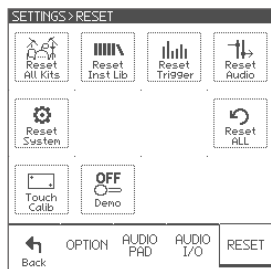 SETTINGS>RESET
Reset
All Kits
Reset
Inst Lib
Reset
Trigger
Reset
Audio
Reset
System
Reset
ALL
Touch
Calib
OFF
Demo
Back
OPTION
AUDIO
PAD
AUDIO
I/O
RESET